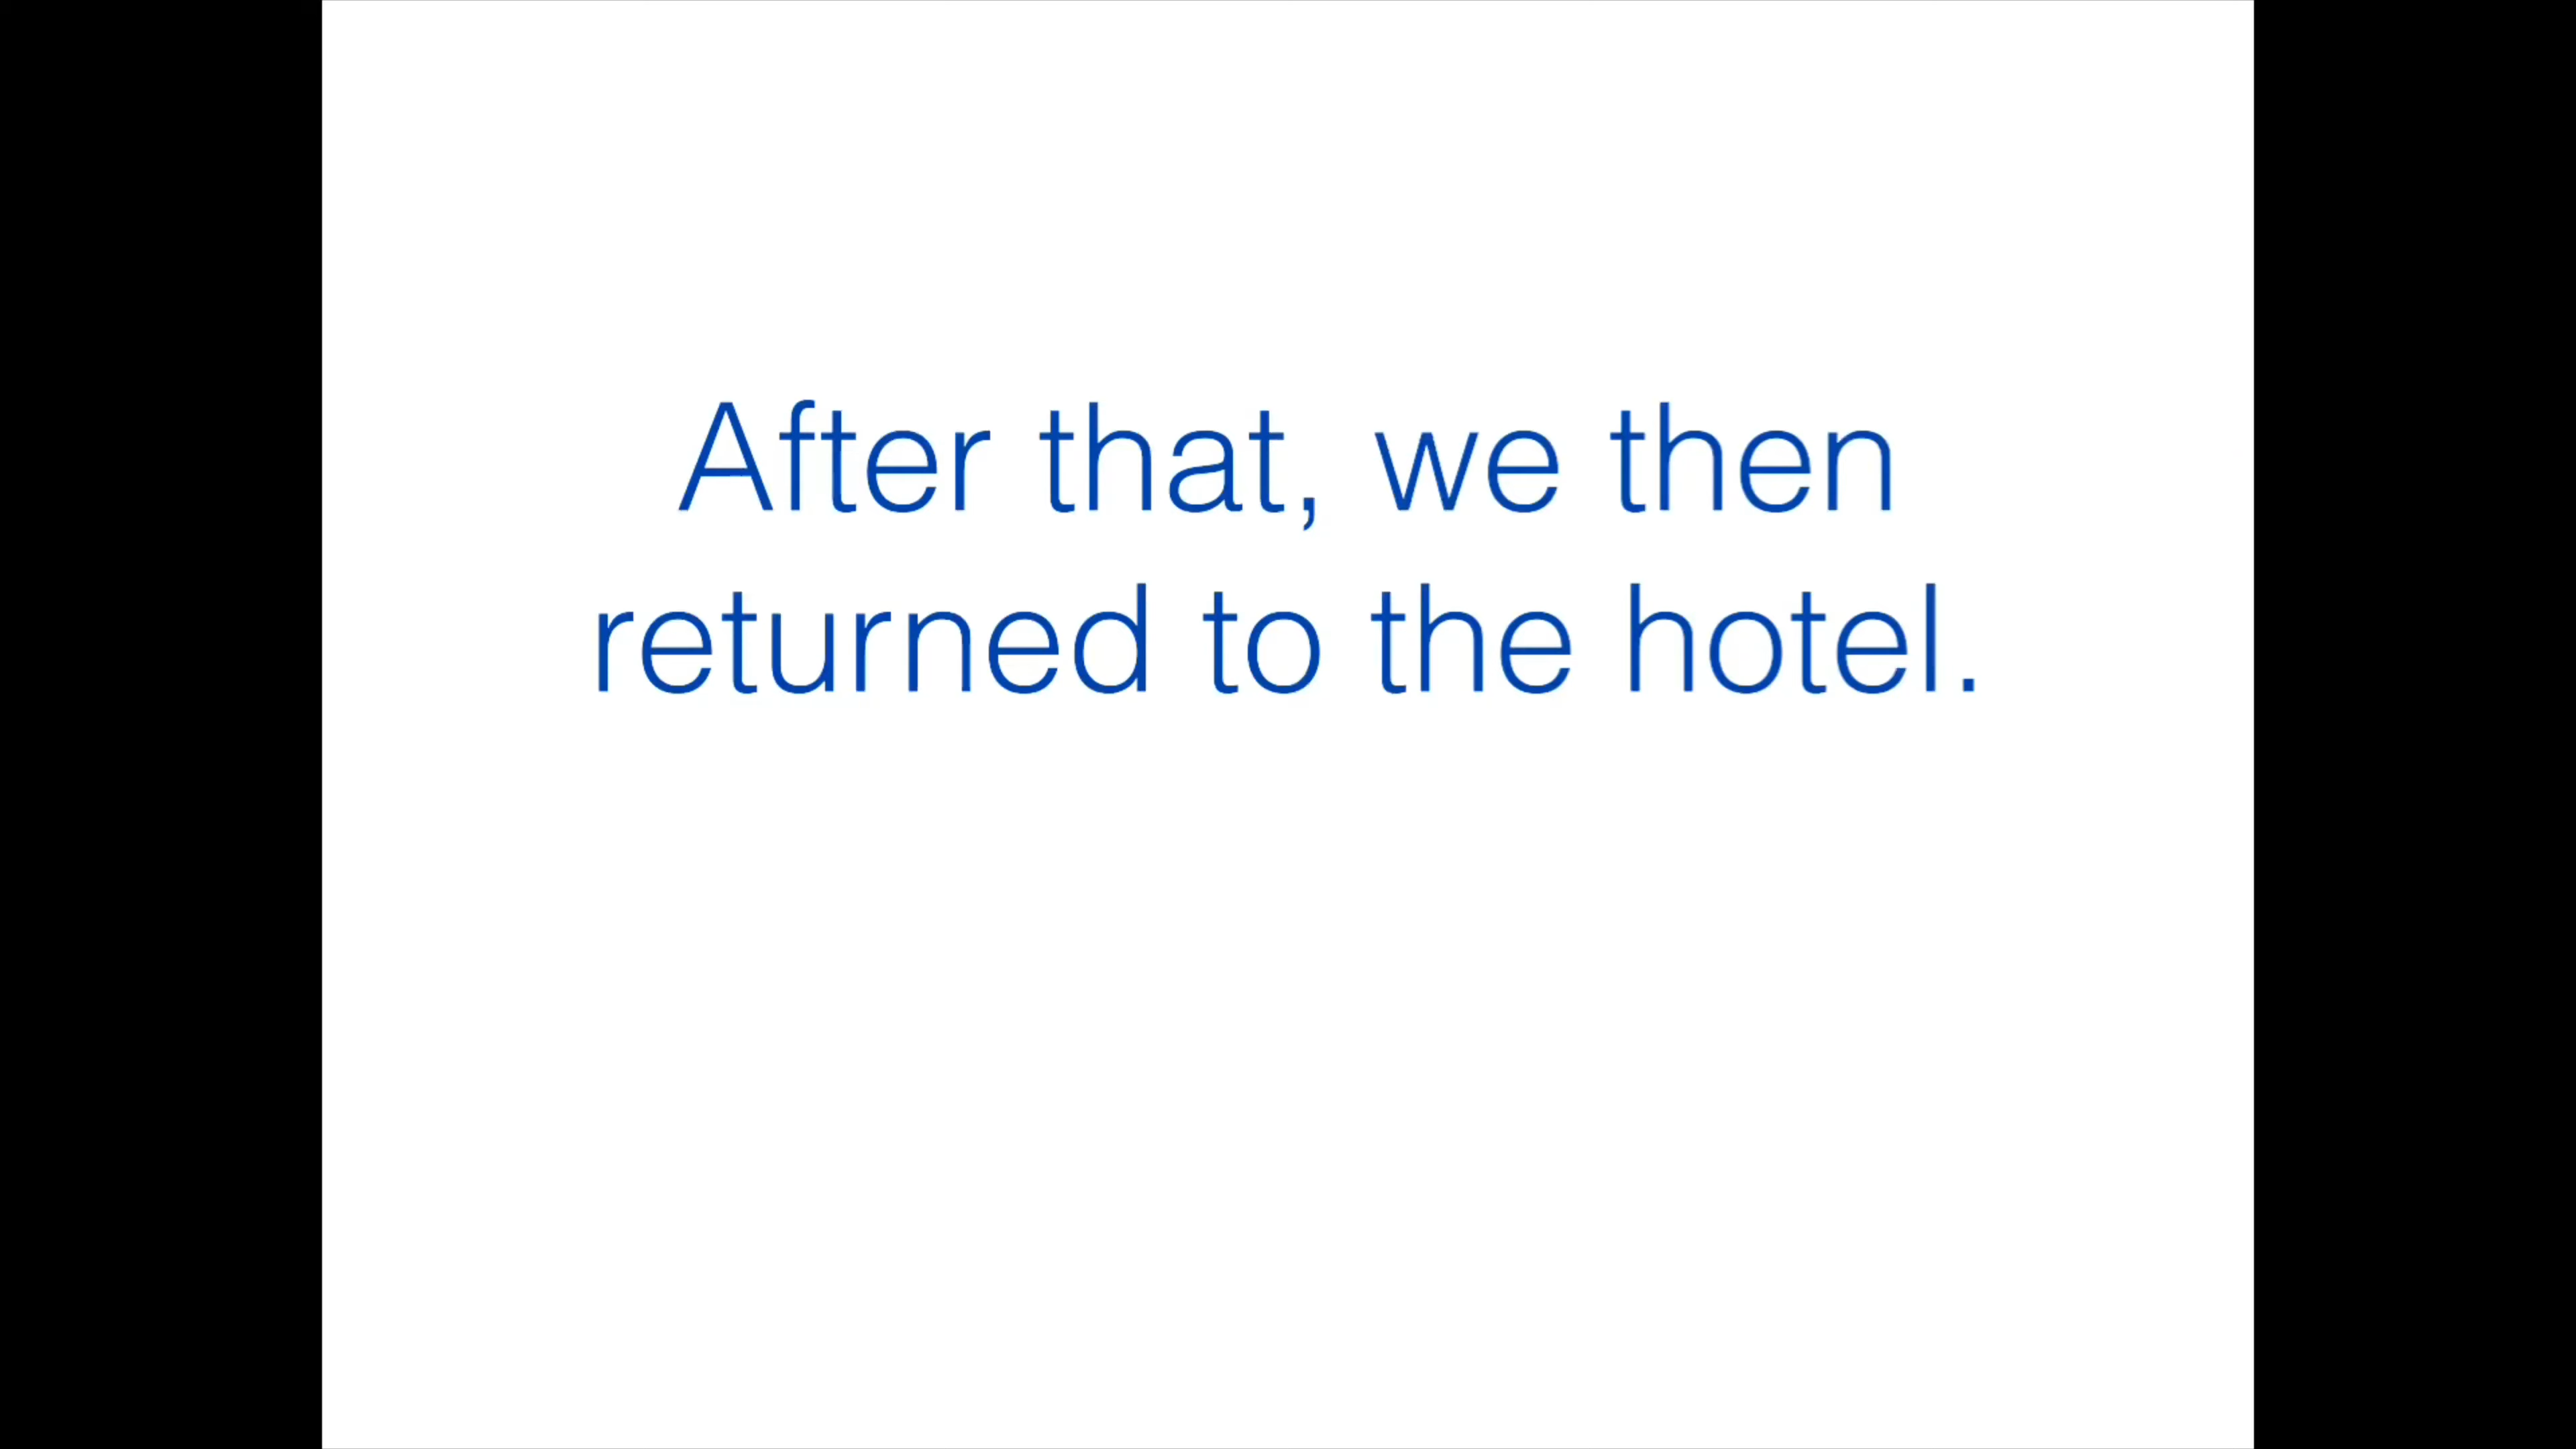 After that, we then
returned to the hotel.